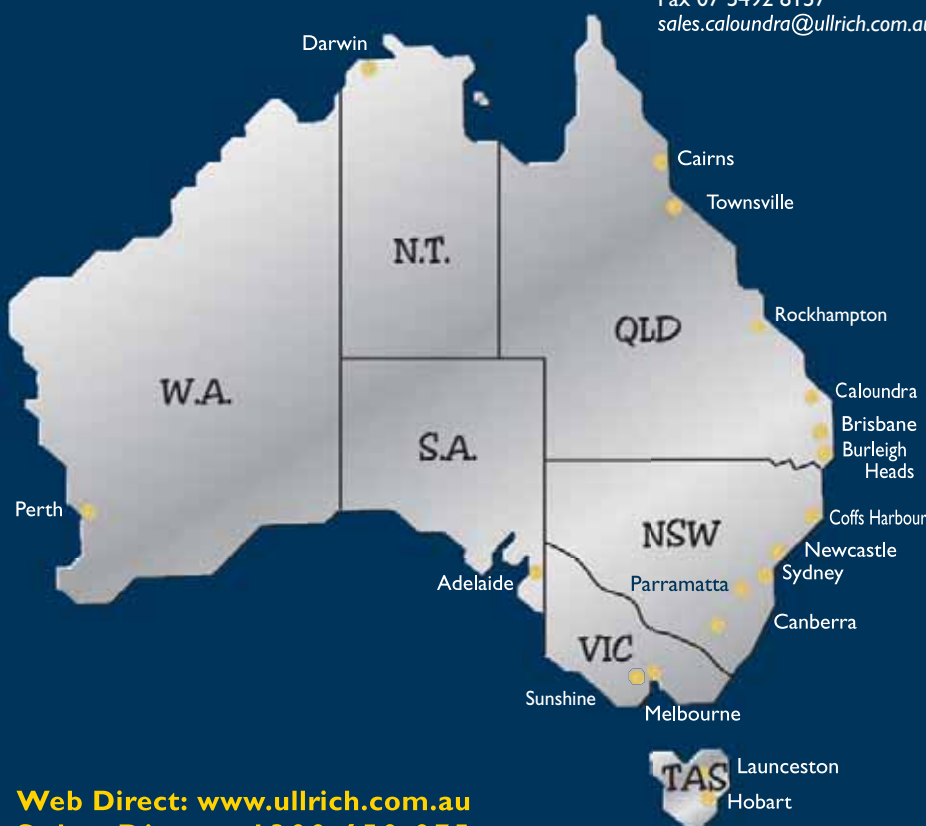 sales.caloundra@ullrich.com.au
Darwin
Cairns
Townsville
N.T.
Rockhampton
QLD
W.A.
Caloundra
Brisbane
S.A.
Burleigh
Heads
Perth
Coffs Harbour
NSW
Newcastle
Sydney
Adelaide
Parramatta
Canberra
VIC
Sunshine
Melbourne
Launceston
TAS
Hobart
Web Direct: www.ullrich.com.au